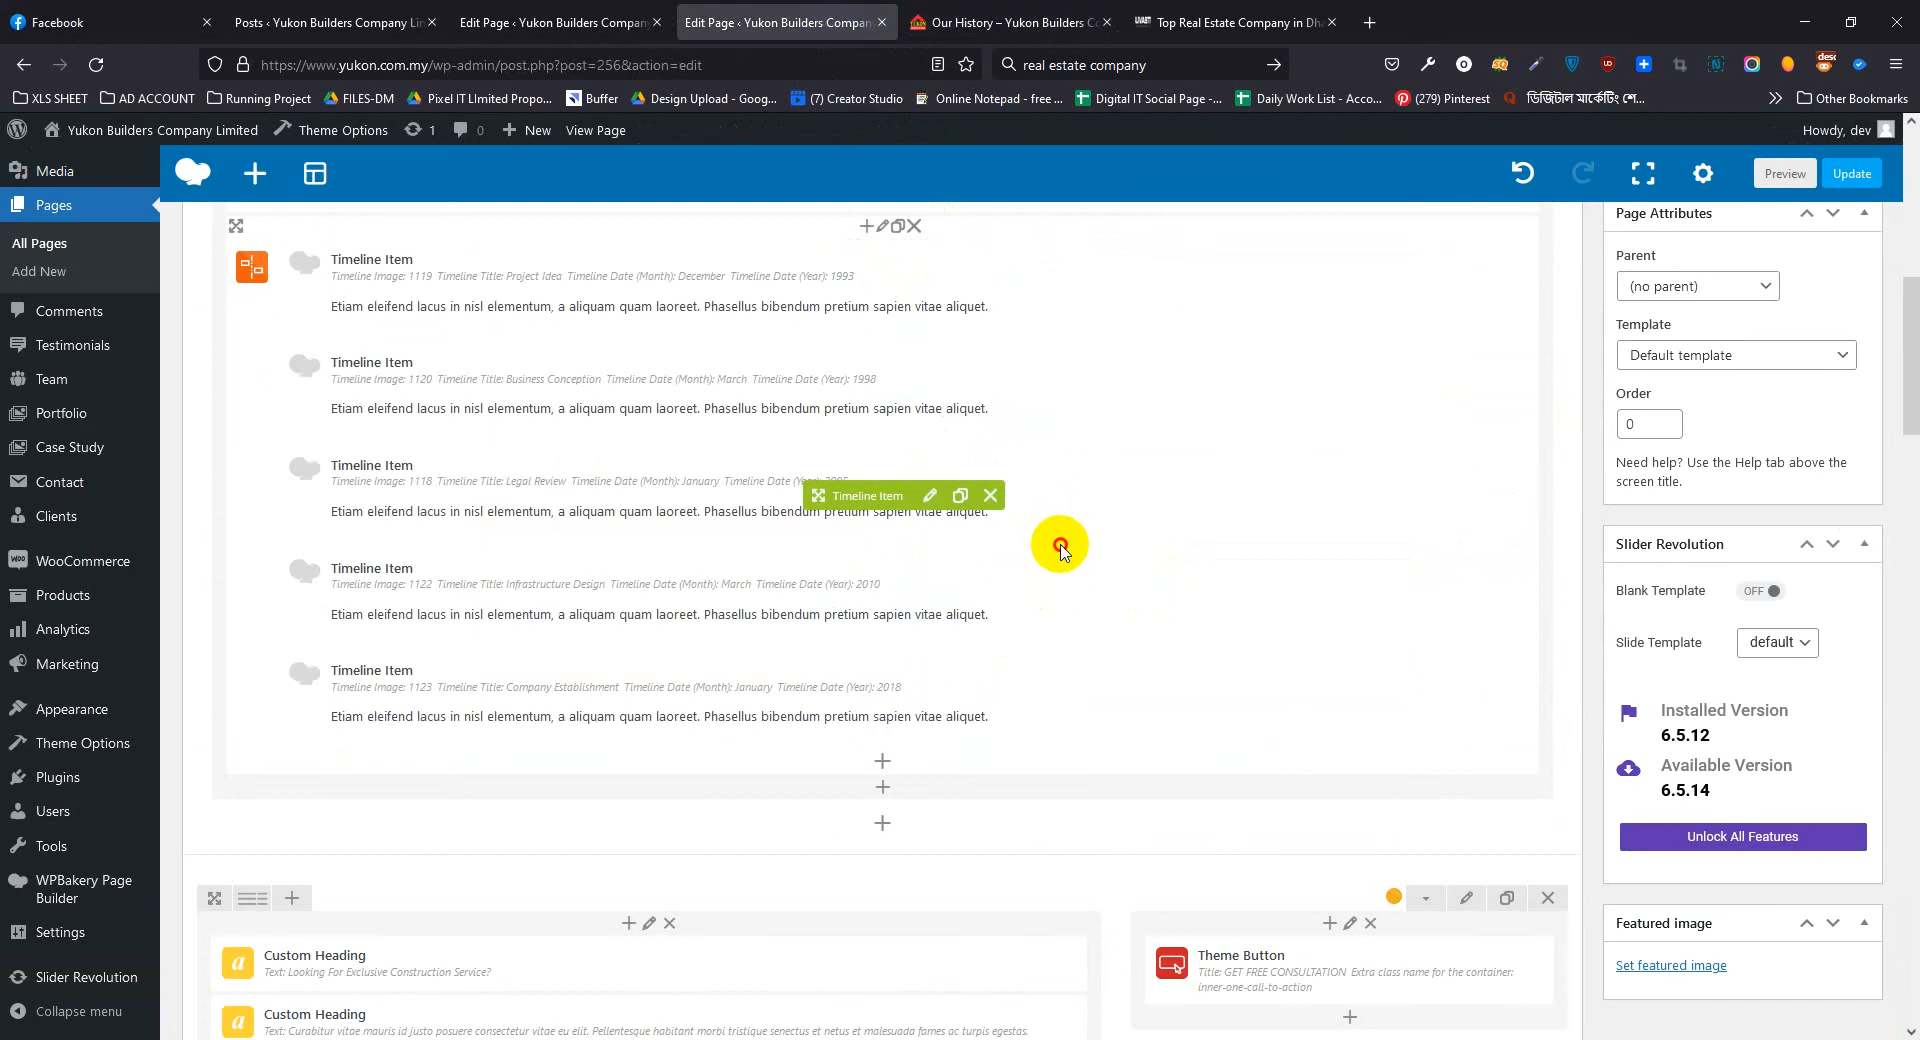 Facebook
Posts ‹ Yukon Builders Company Lin
Edit Page ‹ Yukon Builders Company
Edit Page ‹ Yukon Builders Company
Our History – Yukon Builders Co
UVAST
Top Real Estate Company in Dha
https://www.yukon.com.my/wp-admin/post.php?post=256&action=edit
real estate company
XLS SHEET
AD ACCOUNT
Running Project
FILES-DM
Pixel IT LImited Propo...
Buffer
Design Upload - Goog...
(7) Creator Studio
Online Notepad - free ...
Digital IT Social Page -...
Daily Work List - Acco...
(279) Pinterest
ডিজিটাল মার্কেটিং শে...
Other Bookmarks
Yukon Builders Company Limited
Theme Options
1
0
New
View Page
Howdy, dev
Media
Pages
All Pages
Add New
Comments
Testimonials
Team
Portfolio
Case Study
Contact
Clients
WooCommerce
Products
Analytics
Marketing
Appearance
Theme Options
Plugins
Users
Tools
WPBakery Page
Builder
Settings
Slider Revolution
Collapse menu
Preview
Update
Timeline Item
Timeline Image: 1119 Timeline Title: Project Idea Timeline Date (Month): December Timeline Date (Year): 1993
Etiam eleifend lacus in nisl elementum, a aliquam quam laoreet. Phasellus bibendum pretium sapien vitae aliquet.
Timeline Item
Timeline Image: 1120 Timeline Title: Business Conception Timeline Date (Month): March Timeline Date (Year): 1998
Etiam eleifend lacus in nisl elementum, a aliquam quam laoreet. Phasellus bibendum pretium sapien vitae aliquet.
Timeline Item
Timeline Image: 1118 Timeline Title: Legal Review Timeline Date (Month): January Timeline Date
Timeline Item
Etiam eleifend lacus in nisl elementum, a aliquam quam laoreet. Phasellus bibendum pretium sapien vitae aliquet.
Timeline Item
Timeline Image: 1122 Timeline Title: Infrastructure Design Timeline Date (Month): March Timeline Date (Year): 2010
Etiam eleifend lacus in nisl elementum, a aliquam quam laoreet. Phasellus bibendum pretium sapien vitae aliquet.
Timeline Item
Timeline Image: 1123 Timeline Title: Company Establishment Timeline Date (Month): January Timeline Date (Year): 2018
Etiam eleifend lacus in nisl elementum, a aliquam quam laoreet. Phasellus bibendum pretium sapien vitae aliquet.
Custom Heading
Text: Looking For Exclusive Construction Service?
Custom Heading
Text: Curabitur vitae mauris id justo posuere consectetur vitae eu elit. Pellentesque habitant morbi tristique senectus et netus et malesuada fames ac turpis egestas.
Theme Button
Title: GET FREE CONSULTATION Extra class name for the container:
inner-one-call-to-action
Page Attributes
Parent
(no parent)
Template
Default template
Order
0
Need help? Use the Help tab above the
screen title.
Slider Revolution
Blank Template
OFF
Slide Template
default
Installed Version
6.5.12
Available Version
6.5.14
Unlock All Features
Featured image
Set featured image